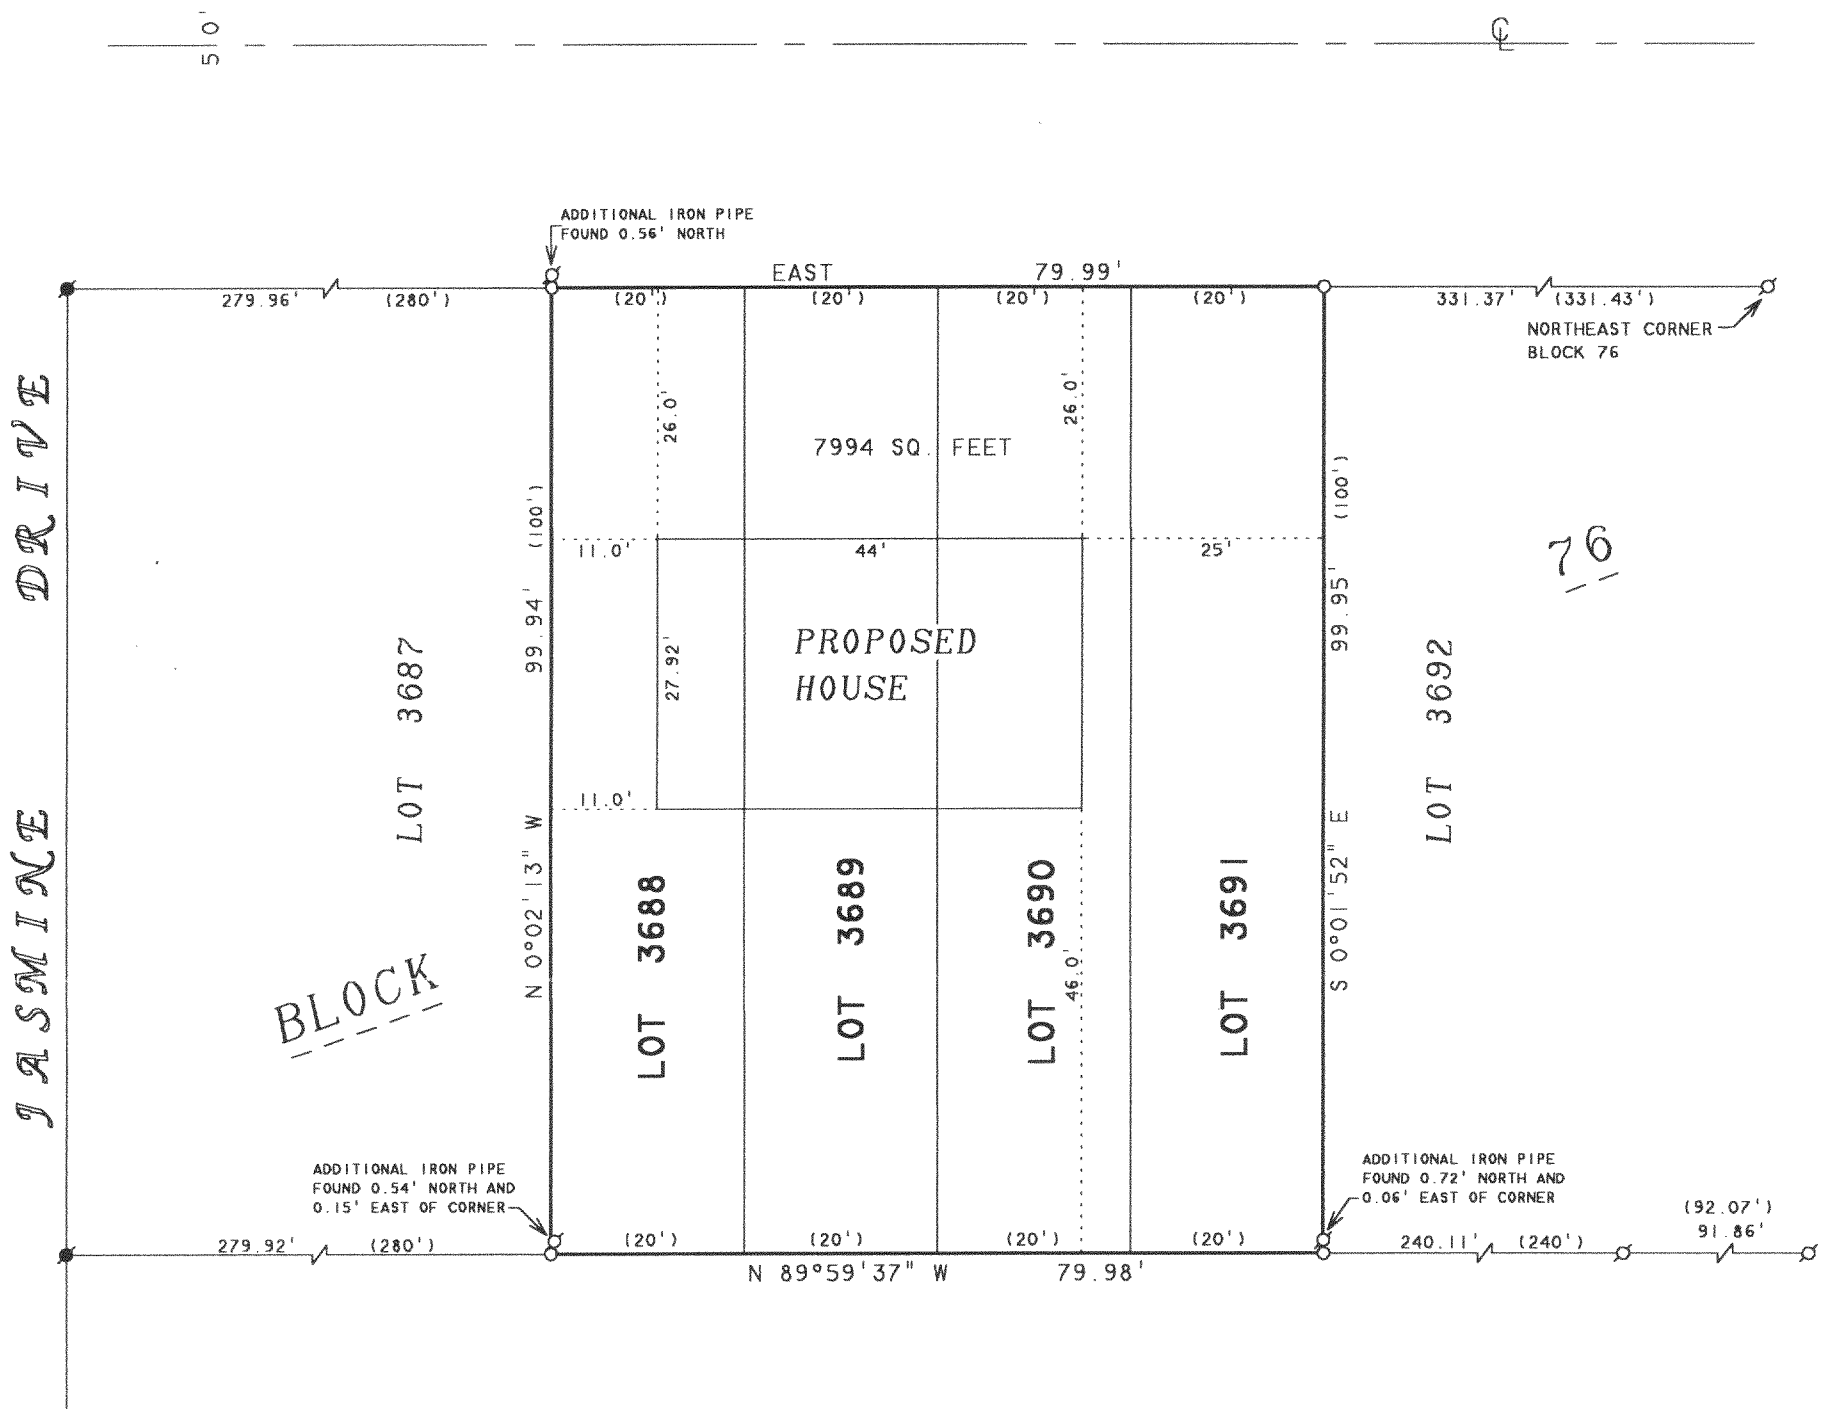 50'
℄
ADDITIONAL IRON PIPE
FOUND 0.56' NORTH
EAST 79.99'
279.96' (280')
(20') (20') (20') (20')
331.37' (331.43')
NORTHEAST CORNER
BLOCK 76
26.0'
26.0'
7994 SQ. FEET
(100')
99.94'
N 0°02'13" W
(100')
99.95'
S 0°01'52" E
11.0' 44' 25'
27.92'
PROPOSED
HOUSE
11.0'
46.0'
JASMINE DRIVE
LOT 3687
LOT 3688
LOT 3689
LOT 3690
LOT 3691
LOT 3692
BLOCK
76
ADDITIONAL IRON PIPE
FOUND 0.54' NORTH AND
0.15' EAST OF CORNER
ADDITIONAL IRON PIPE
FOUND 0.72' NORTH AND
0.06' EAST OF CORNER
(92.07')
91.86'
279.92' (280')
(20') (20') (20') (20')
240.11' (240')
N 89°59'37" W 79.98'